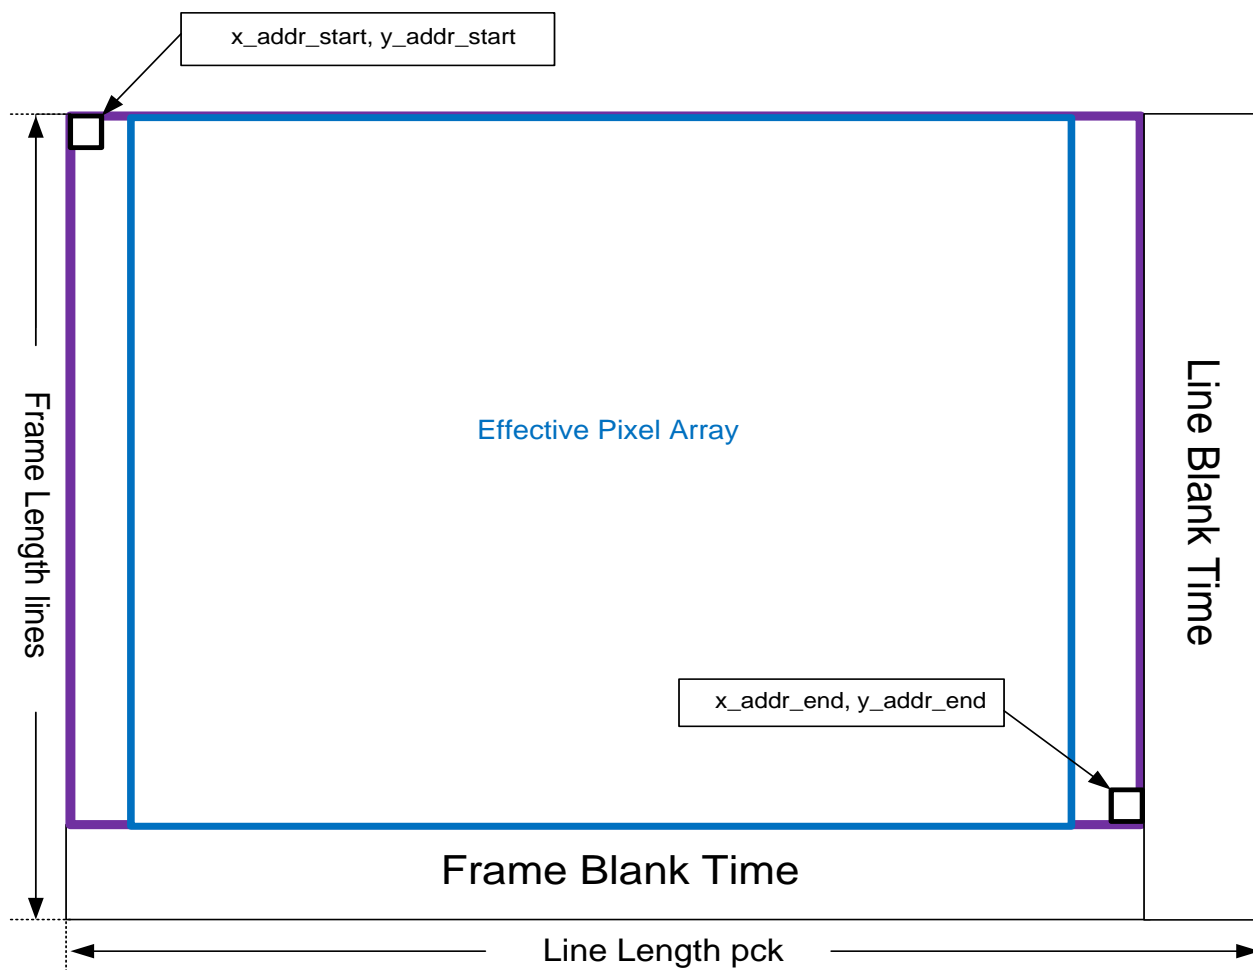 x_addr_start, y_addr_start
Effective Pixel Array
Frame Length lines
Line Blank Time
x_addr_end, y_addr_end
Frame Blank Time
Line Length pck